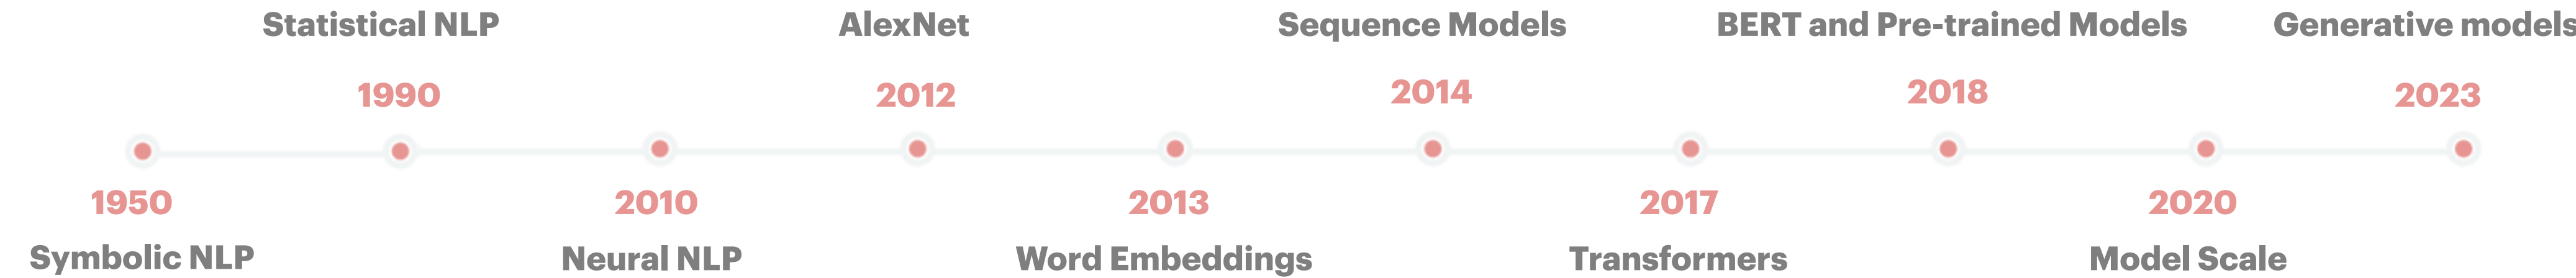 Statistical NLP
AlexNet
Sequence Models
BERT and Pre-trained Models
Generative models
1990
2012
2014
2018
2023
1950
2010
2013
2017
2020
Symbolic NLP
Neural NLP
Word Embeddings
Transformers
Model Scale